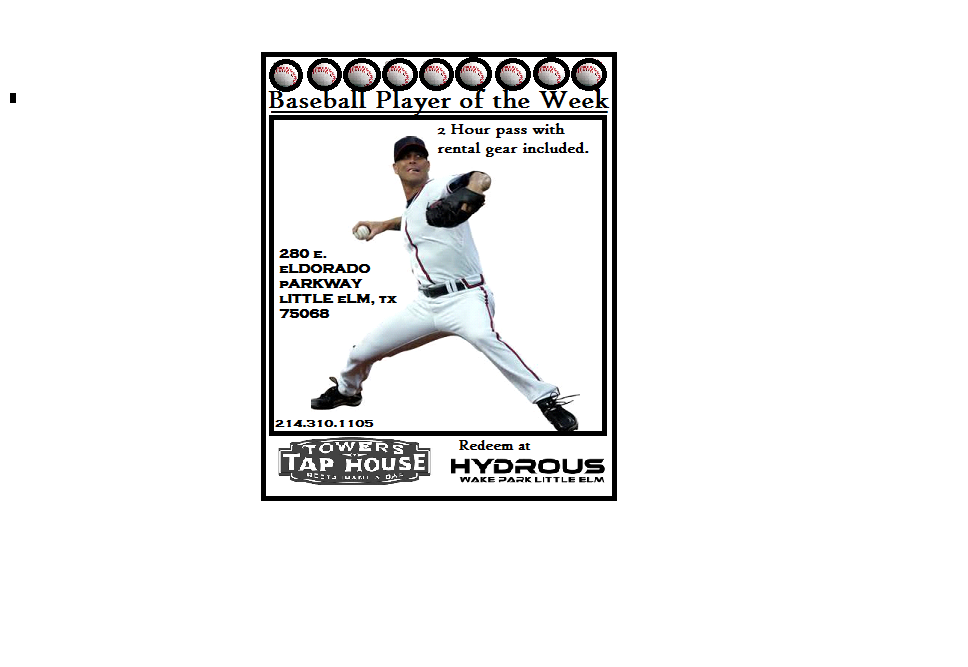 Baseball Player of the Week
2 Hour pass with
rental gear included.
280 E.
ELDORADO
PARKWAY
LITTLE ELM, TX
75068
214.310.1105
TOWERS
TAP HOUSE
Redeem at
HYDROUS
WAKE PARK LITTLE ELM